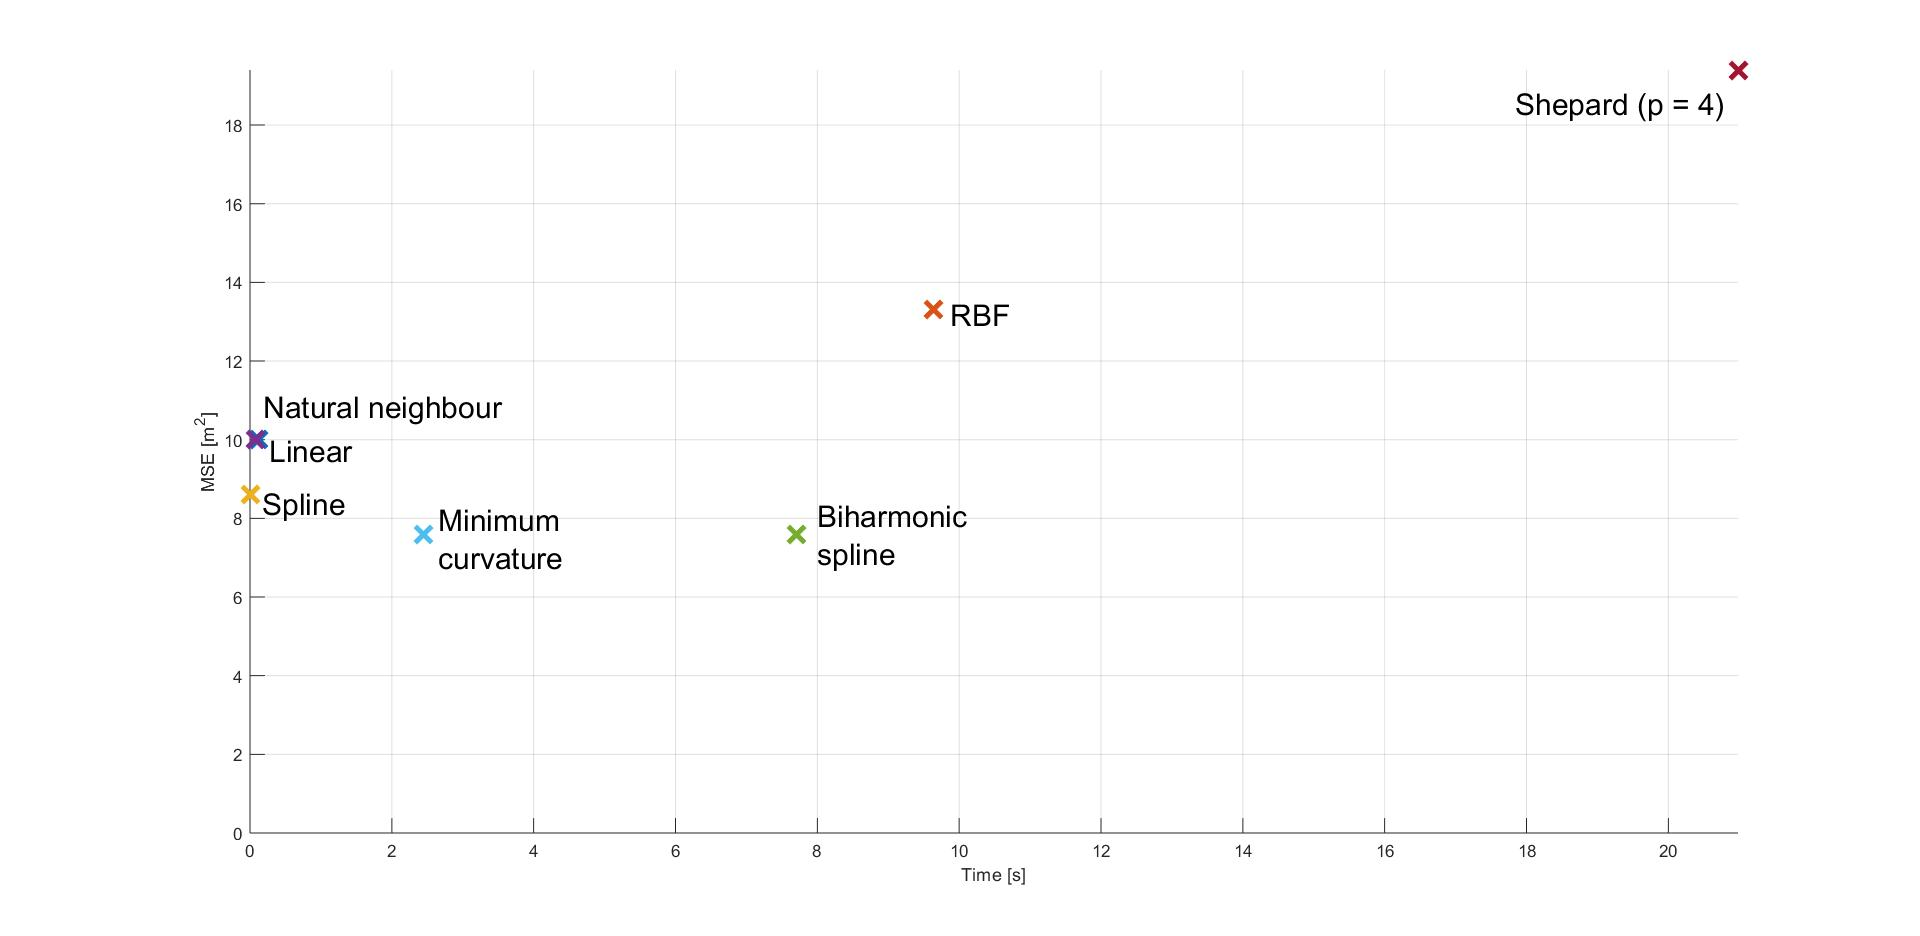 Shepard (p = 4)
18
16
14
RBF
12
Natural neighbour
10
Linear
MSE [m²]
Spline
8
Minimum
curvature
Biharmonic
spline
6
4
2
0
0 2 4 6 8 10 12 14 16 18 20
Time [s]